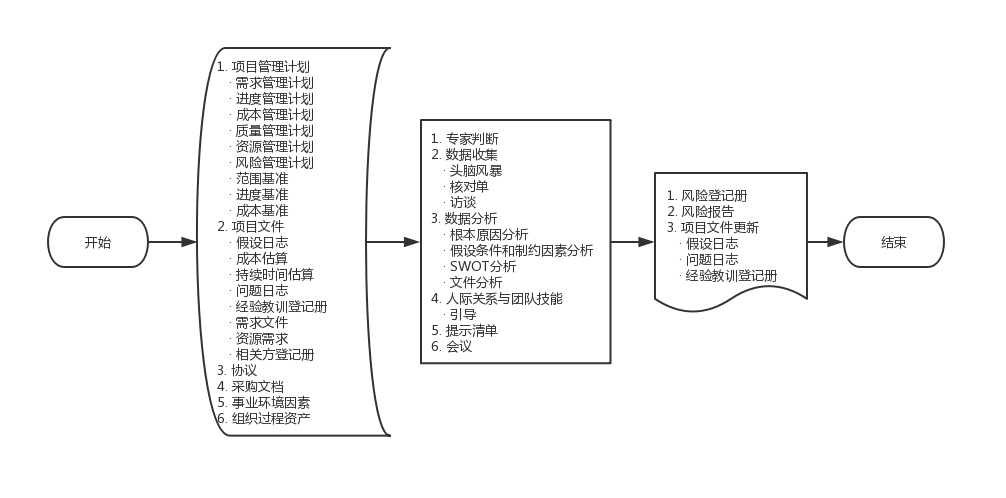 开始
1. 项目管理计划
· 需求管理计划
· 进度管理计划
· 成本管理计划
· 质量管理计划
· 资源管理计划
· 风险管理计划
· 范围基准
· 进度基准
· 成本基准
2. 项目文件
· 假设日志
· 成本估算
· 持续时间估算
· 问题日志
· 经验教训登记册
· 需求文件
· 资源需求
· 相关方登记册
3. 协议
4. 采购文档
5. 事业环境因素
6. 组织过程资产
1. 专家判断
2. 数据收集
· 头脑风暴
· 核对单
· 访谈
3. 数据分析
· 根本原因分析
· 假设条件和制约因素分析
· SWOT分析
· 文件分析
4. 人际关系与团队技能
· 引导
5. 提示清单
6. 会议
1. 风险登记册
2. 风险报告
3. 项目文件更新
· 假设日志
· 问题日志
· 经验教训登记册
结束